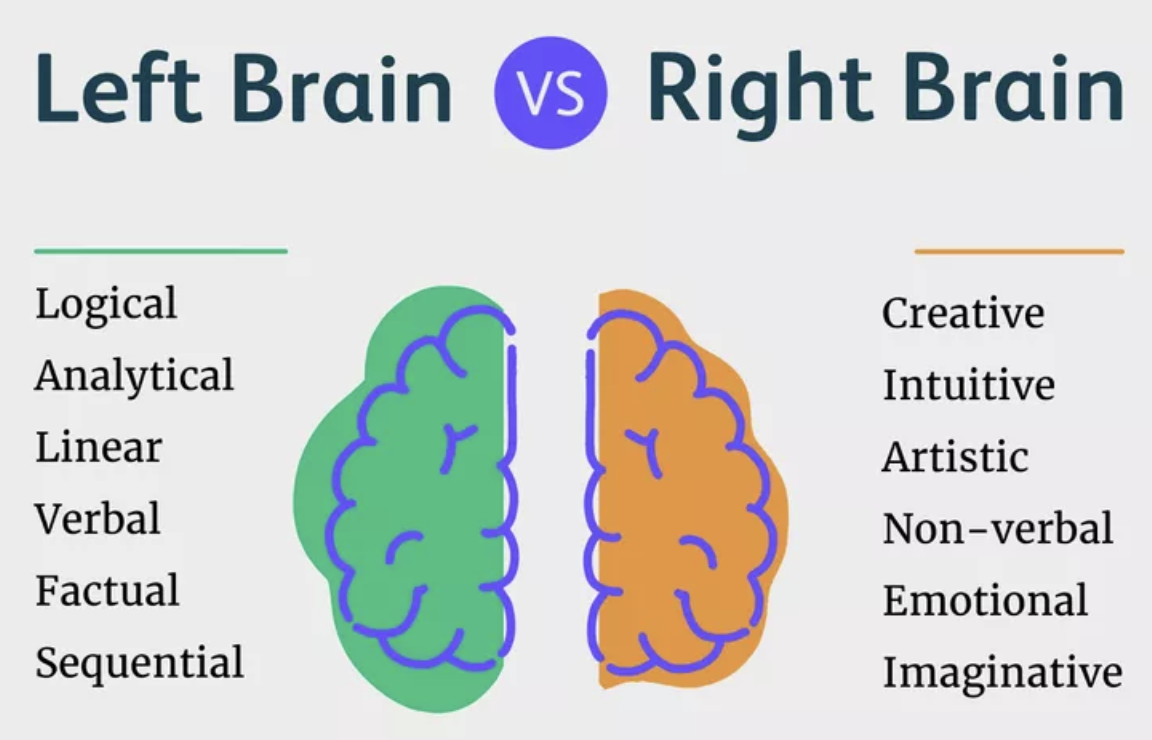 Left Brain VS Right Brain
Logical
Analytical
Linear
Verbal
Factual
Sequential
Creative
Intuitive
Artistic
Non-verbal
Emotional
Imaginative